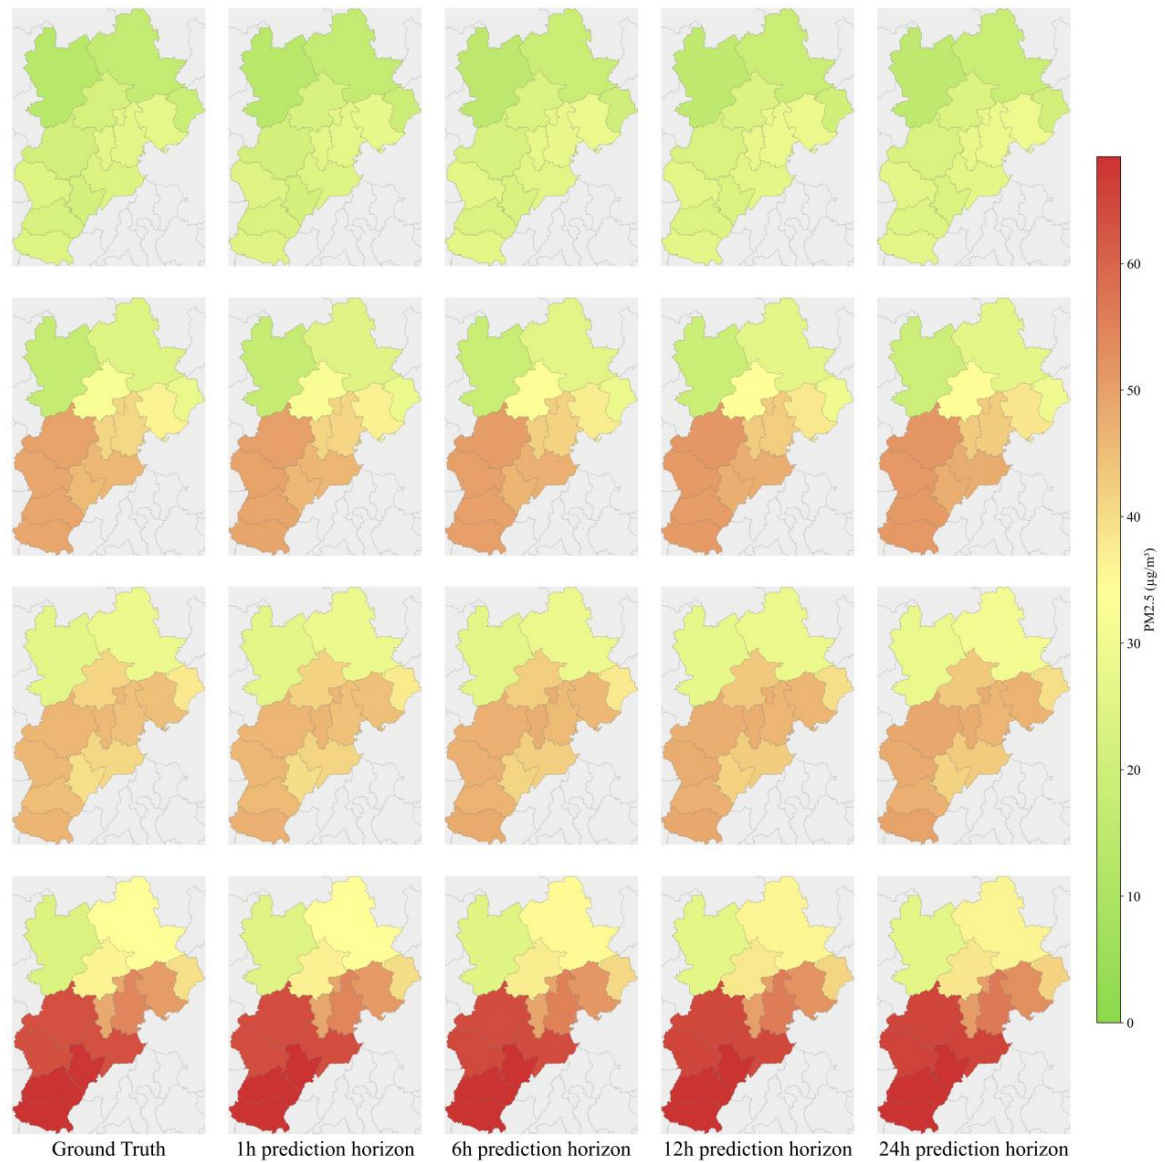 60
50
40
30
20
10
0
PM2.5 (μg/m³)
Ground Truth
1h prediction horizon
6h prediction horizon
12h prediction horizon
24h prediction horizon